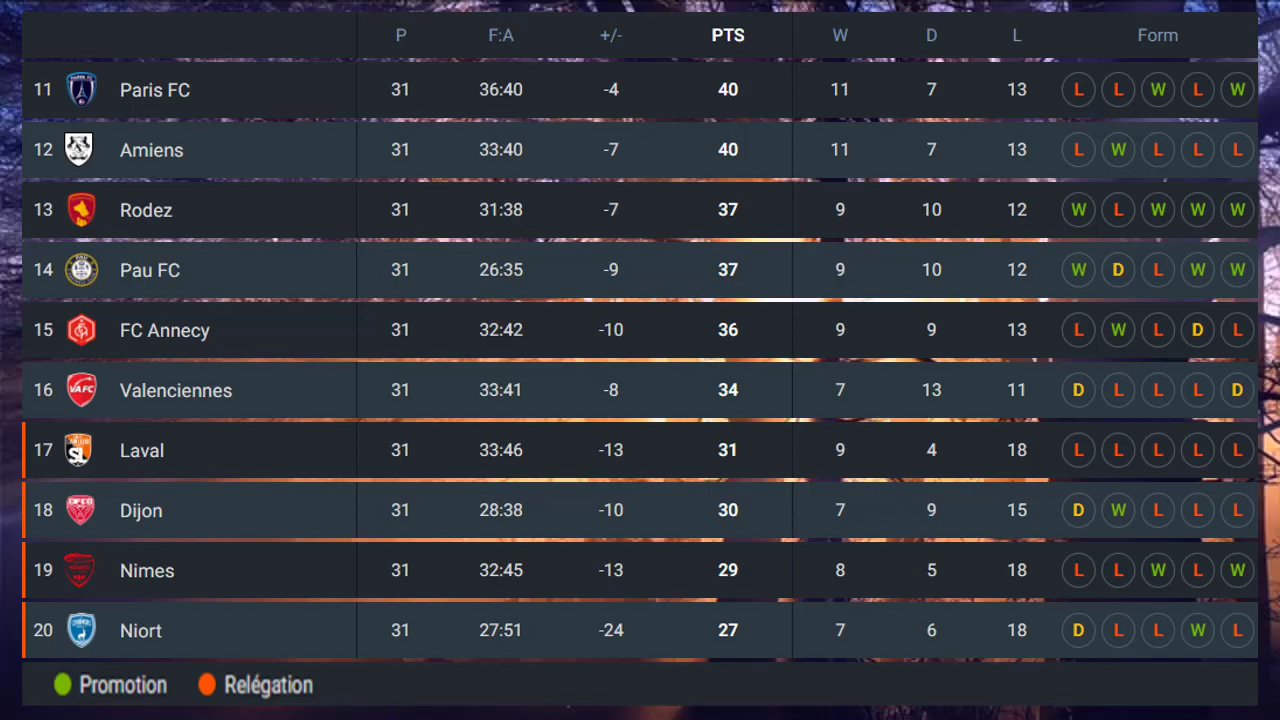 P F:A +/- PTS W D L Form
11 Paris FC 31 36:40 -4 40 11 7 13 L L W L W
12 Amiens 31 33:40 -7 40 11 7 13 L W L L L
13 Rodez 31 31:38 -7 37 9 10 12 W L W W W
14 Pau FC 31 26:35 -9 37 9 10 12 W D L W W
15 FC Annecy 31 32:42 -10 36 9 9 13 L W L D L
16 VAFC Valenciennes 31 33:41 -8 34 7 13 11 D L L L D
17 Laval 31 33:46 -13 31 9 4 18 L L L L L
18 DFCO Dijon 31 28:38 -10 30 7 9 15 D W L L L
19 Nimes 31 32:45 -13 29 8 5 18 L L W L W
20 Niort 31 27:51 -24 27 7 6 18 D L L W L
Promotion Relégation